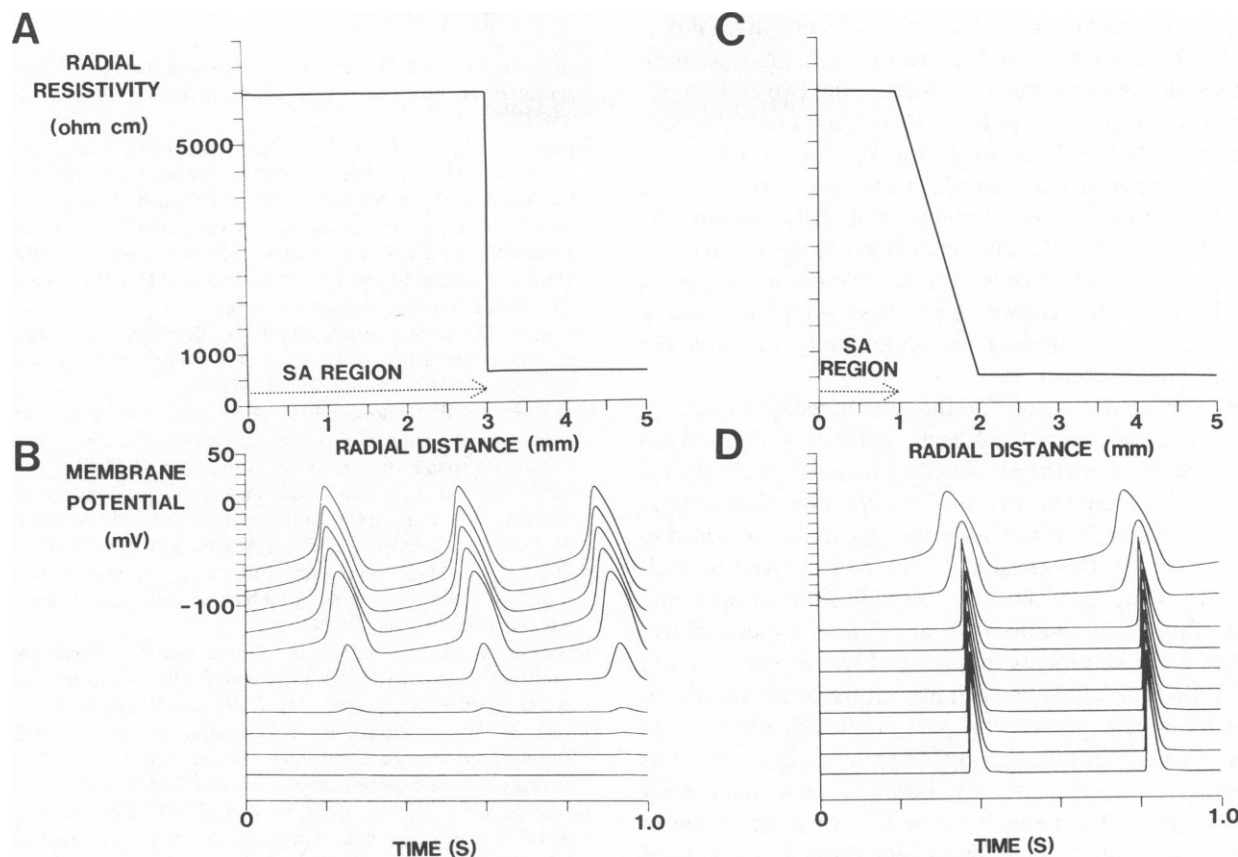 A
RADIAL
RESISTIVITY
(ohm cm)
5000
1000
0
SA REGION
0 1 2 3 4 5
RADIAL DISTANCE (mm)
B
MEMBRANE
POTENTIAL
(mV)
50
0
-100
0 1.0
TIME (S)
C
SA
REGION
0 1 2 3 4 5
RADIAL DISTANCE (mm)
D
0 1.0
TIME (S)